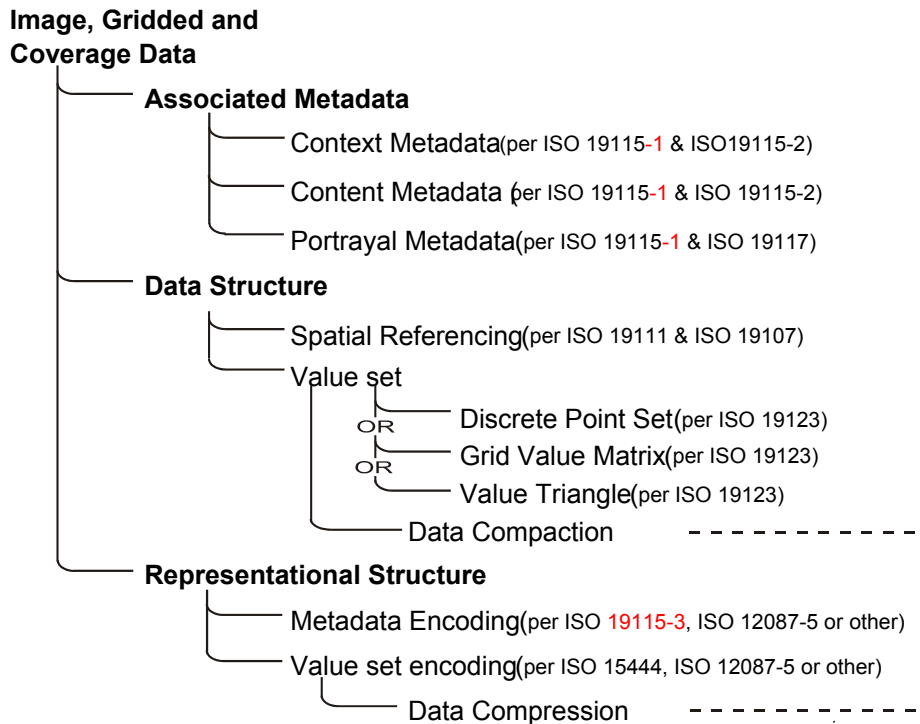 Image, Gridded and
Coverage Data
Associated Metadata
Context Metadata(per ISO 19115-1 & ISO19115-2)
Content Metadata (per ISO 19115-1 & ISO 19115-2)
Portrayal Metadata(per ISO 19115-1 & ISO 19117)
Data Structure
Spatial Referencing(per ISO 19111 & ISO 19107)
Value set
Discrete Point Set(per ISO 19123)
OR
Grid Value Matrix(per ISO 19123)
OR
Value Triangle(per ISO 19123)
Data Compaction
Representational Structure
Metadata Encoding(per ISO 19115-3, ISO 12087-5 or other)
Value set encoding(per ISO 15444, ISO 12087-5 or other)
Data Compression